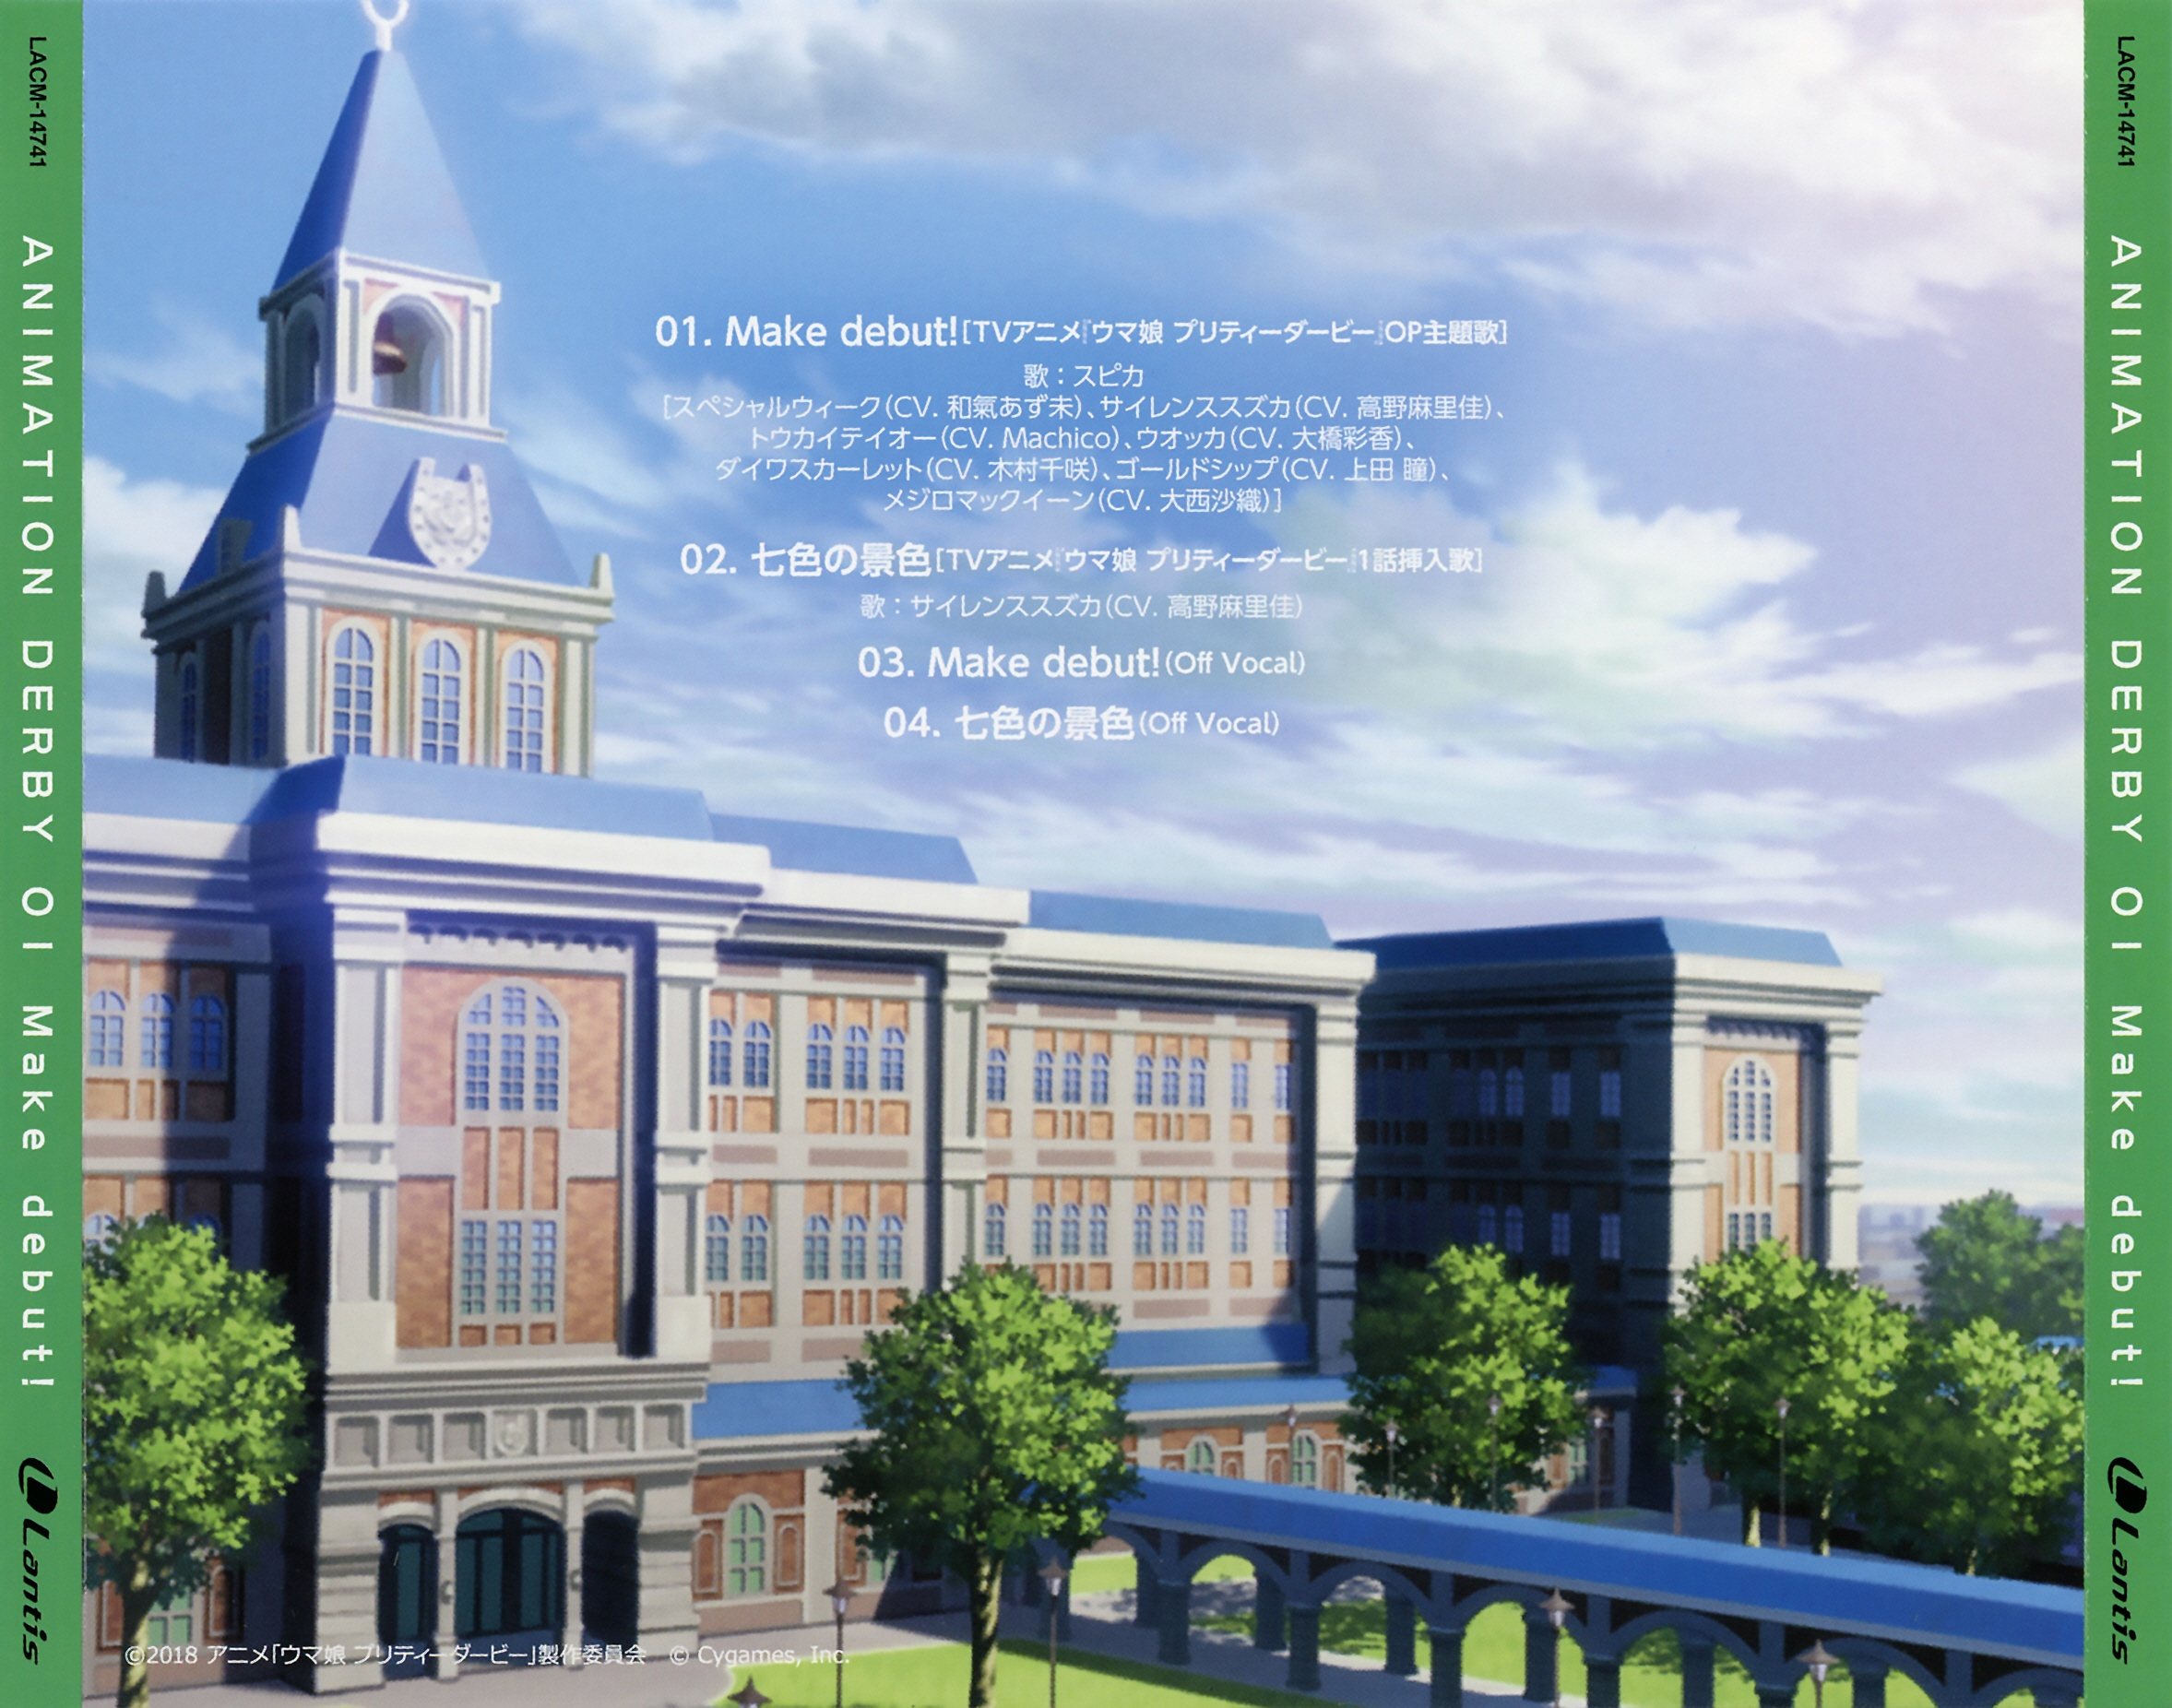 LACM-14741
ANIMATION DERBY 01 Make debut!
Lantis
01. Make debut![TVアニメ『ウマ娘 プリティーダービー』OP主題歌]
歌：スピカ
[スペシャルウィーク(CV. 和氣あず未)、サイレンススズカ(CV. 高野麻里佳)、
トウカイテイオー(CV. Machico)、ウオッカ(CV. 大橋彩香)、
ダイワスカーレット(CV. 木村千咲)、ゴールドシップ(CV. 上田 瞳)、
メジロマックイーン(CV. 大西沙織)]
02. 七色の景色[TVアニメ『ウマ娘 プリティーダービー』1話挿入歌]
歌：サイレンススズカ(CV. 高野麻里佳)
03. Make debut!(Off Vocal)
04. 七色の景色(Off Vocal)
©2018 アニメ「ウマ娘 プリティーダービー」製作委員会 © Cygames, Inc.
LACM-14741
ANIMATION DERBY 01 Make debut!
Lantis